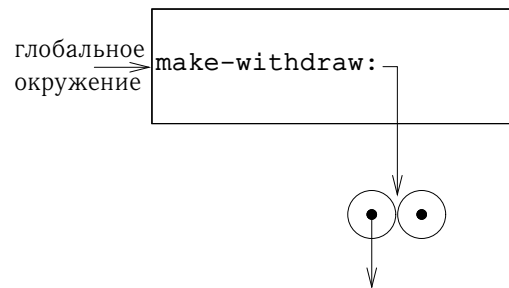 глобальное
окружение
make-withdraw: